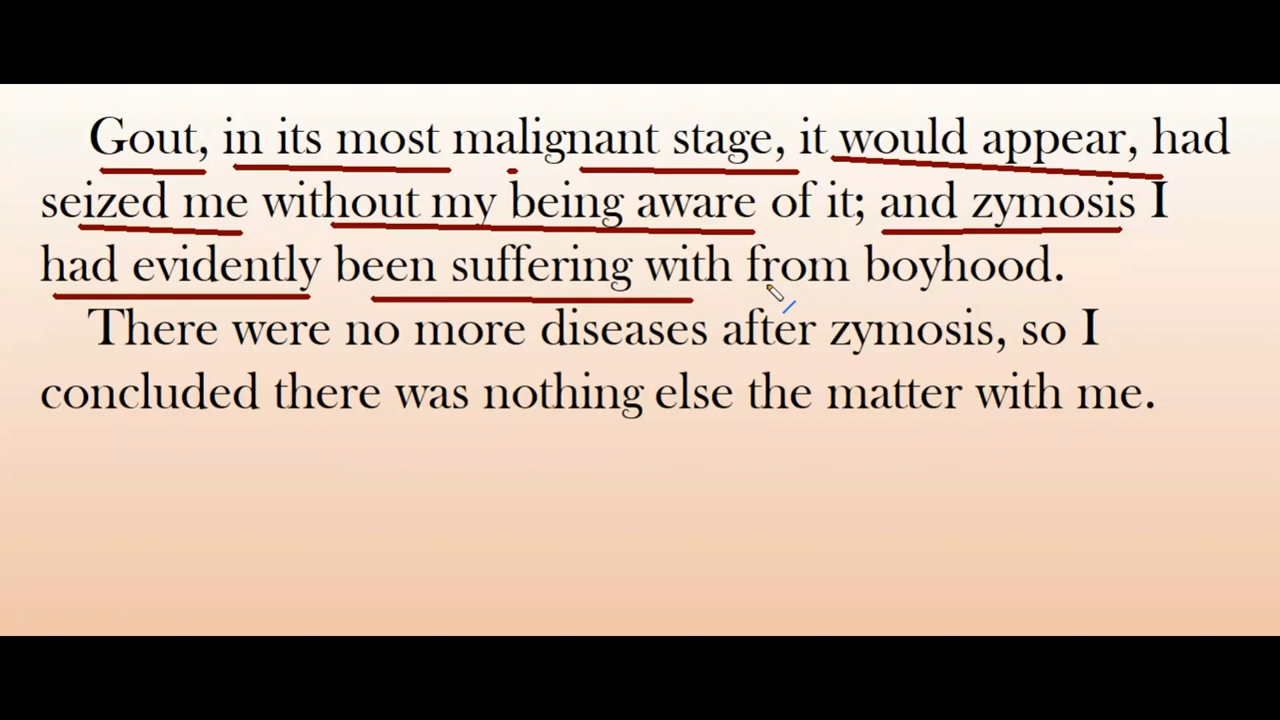 Gout, in its most malignant stage, it would appear, had
seized me without my being aware of it; and zymosis I
had evidently been suffering with from boyhood.
There were no more diseases after zymosis, so I
concluded there was nothing else the matter with me.